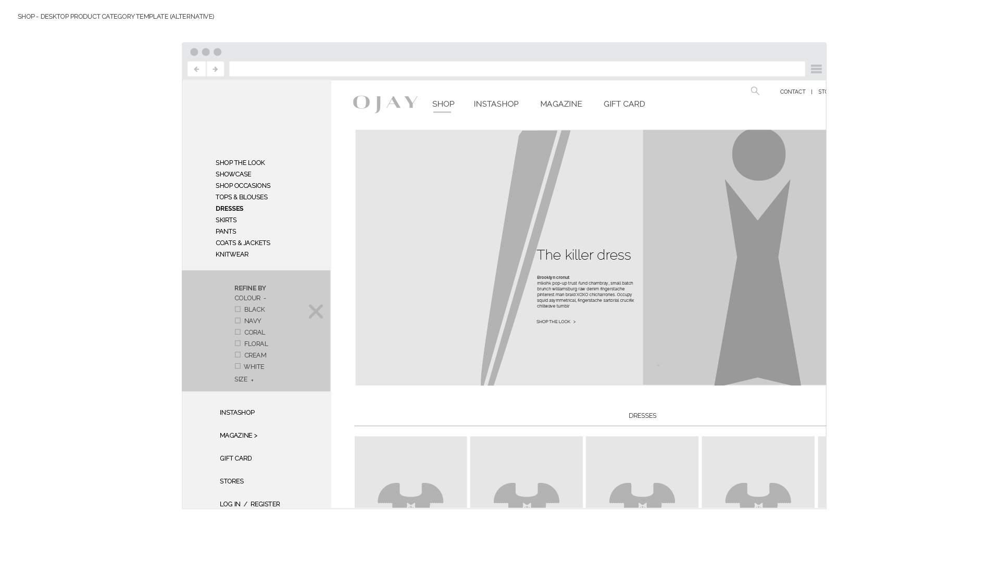 SHOP - DESKTOP PRODUCT CATEGORY TEMPLATE (ALTERNATIVE)
CONTACT | STO
OJAY SHOP INSTASHOP MAGAZINE GIFT CARD
SHOP THE LOOK
SHOWCASE
SHOP OCCASIONS
TOPS & BLOUSES
DRESSES
SKIRTS
PANTS
COATS & JACKETS
KNITWEAR
REFINE BY
COLOUR -
BLACK
NAVY
CORAL
FLORAL
CREAM
WHITE
SIZE +
INSTASHOP
MAGAZINE >
GIFT CARD
STORES
LOG IN / REGISTER
The killer dress
Brooklyn cronut
mlkshk pop-up trust fund chambray, small batch
brunch williamsburg raw denim fingerstache
pinterest man braid XOXO chicharrones. Occupy
squid asymmetrical, fingerstache sartorial crucifix
chillwave tumblr
SHOP THE LOOK >
DRESSES